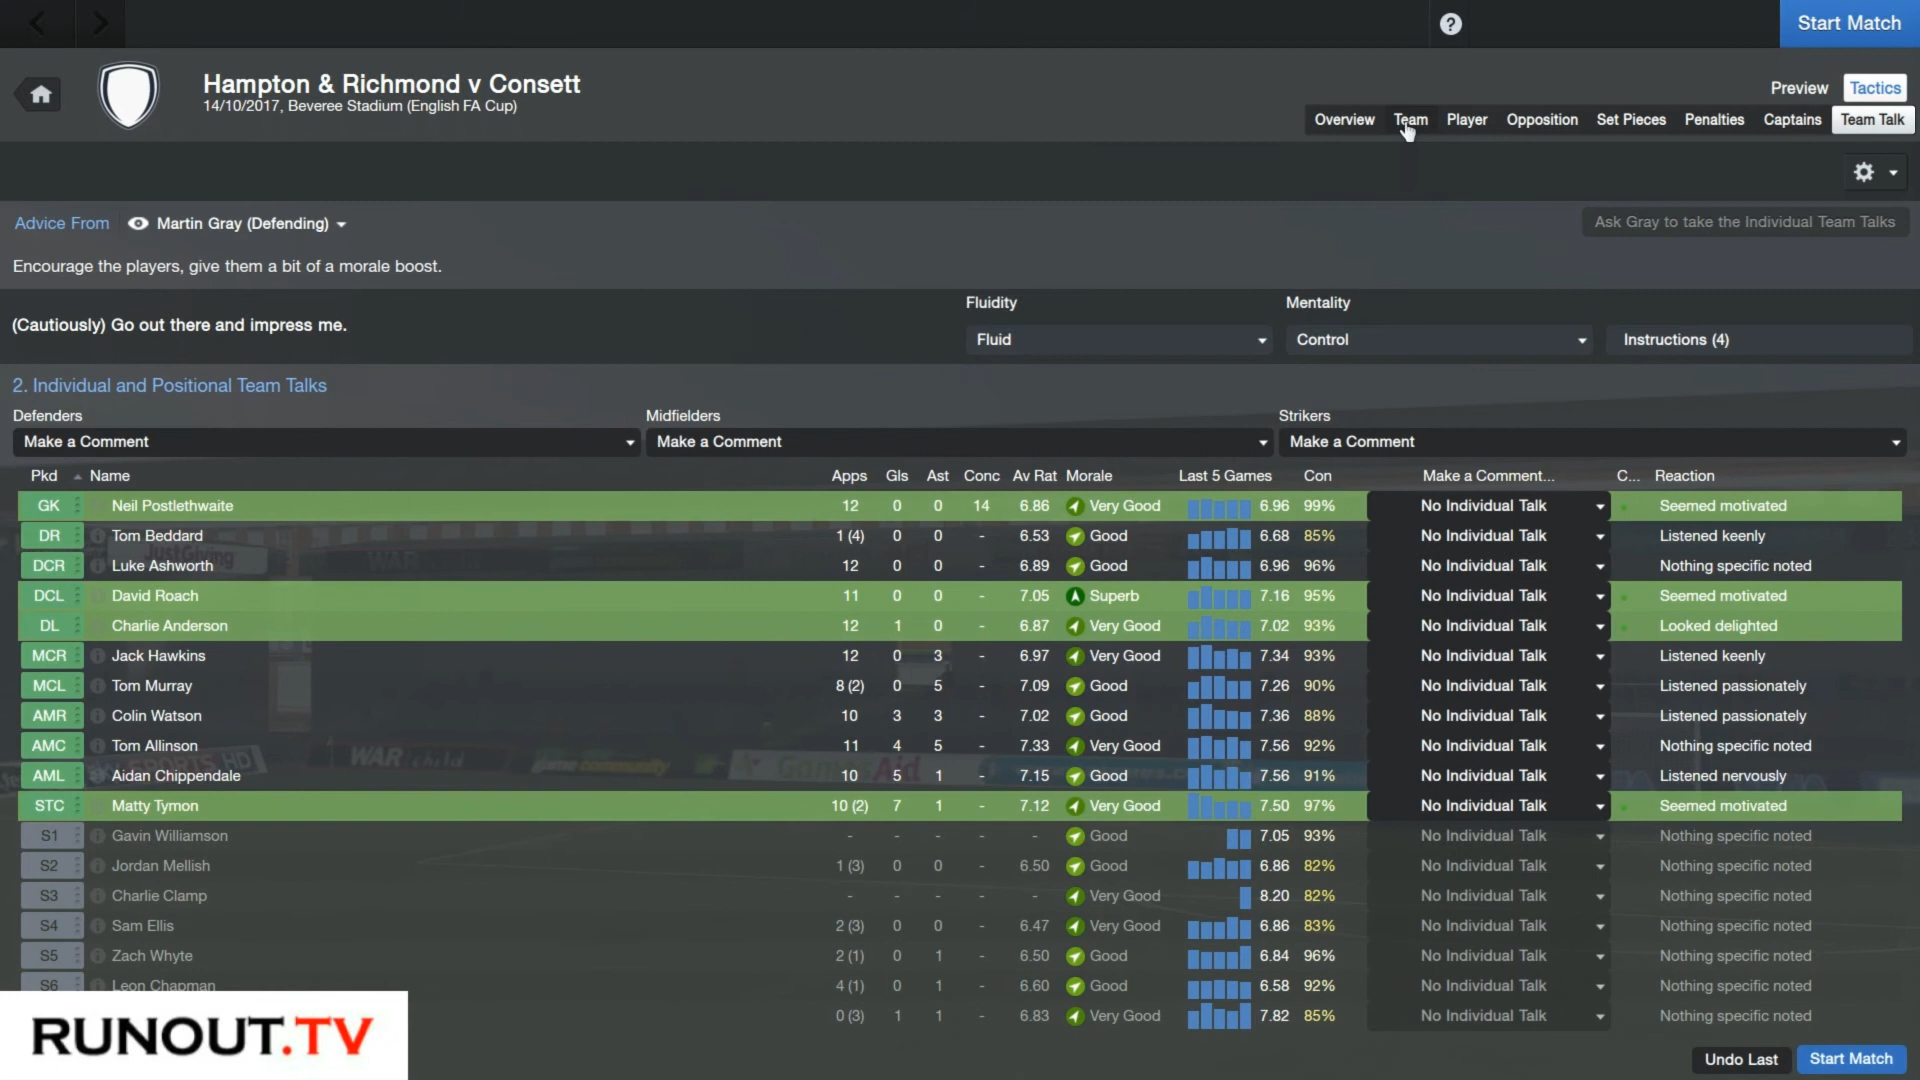 Start Match
Hampton & Richmond v Consett
14/10/2017, Beveree Stadium (English FA Cup)
Preview Tactics
Overview Team Player Opposition Set Pieces Penalties Captains Team Talk
Advice From Martin Gray (Defending) Ask Gray to take the Individual Team Talks
Encourage the players, give them a bit of a morale boost.
Fluidity Mentality
(Cautiously) Go out there and impress me.
Fluid Control Instructions (4)
2. Individual and Positional Team Talks
Defenders Midfielders Strikers
Make a Comment Make a Comment Make a Comment
Pkd Name Apps Gls Ast Conc Av Rat Morale Last 5 Games Con Make a Comment... C... Reaction
GK Neil Postlethwaite 12 0 0 14 6.86 Very Good 6.96 99% No Individual Talk Seemed motivated
DR Tom Beddard 1 (4) 0 0 - 6.53 Good 6.68 85% No Individual Talk Listened keenly
DCR Luke Ashworth 12 0 0 - 6.89 Good 6.96 96% No Individual Talk Nothing specific noted
DCL David Roach 11 0 0 - 7.05 Superb 7.16 95% No Individual Talk Seemed motivated
DL Charlie Anderson 12 1 0 - 6.87 Very Good 7.02 93% No Individual Talk Looked delighted
MCR Jack Hawkins 12 0 3 - 6.97 Very Good 7.34 93% No Individual Talk Listened keenly
MCL Tom Murray 8 (2) 0 5 - 7.09 Good 7.26 90% No Individual Talk Listened passionately
AMR Colin Watson 10 3 3 - 7.02 Good 7.36 88% No Individual Talk Listened passionately
AMC Tom Allinson 11 4 5 - 7.33 Very Good 7.56 92% No Individual Talk Nothing specific noted
AML Aidan Chippendale 10 5 1 - 7.15 Good 7.56 91% No Individual Talk Listened nervously
STC Matty Tymon 10 (2) 7 1 - 7.12 Very Good 7.50 97% No Individual Talk Seemed motivated
S1 Gavin Williamson - - - - - Good 7.05 93% No Individual Talk Nothing specific noted
S2 Jordan Mellish 1 (3) 0 0 - 6.50 Good 6.86 82% No Individual Talk Nothing specific noted
S3 Charlie Clamp - - - - - Very Good 8.20 82% No Individual Talk Nothing specific noted
S4 Sam Ellis 2 (3) 0 0 - 6.47 Very Good 6.86 83% No Individual Talk Nothing specific noted
S5 Zach Whyte 2 (1) 0 1 - 6.50 Good 6.84 96% No Individual Talk Nothing specific noted
S6 Leon Chapman 4 (1) 0 1 - 6.60 Good 6.58 92% No Individual Talk Nothing specific noted
0 (3) 1 1 - 6.83 Very Good 7.82 85% No Individual Talk Nothing specific noted
RUNOUT.TV
Undo Last Start Match